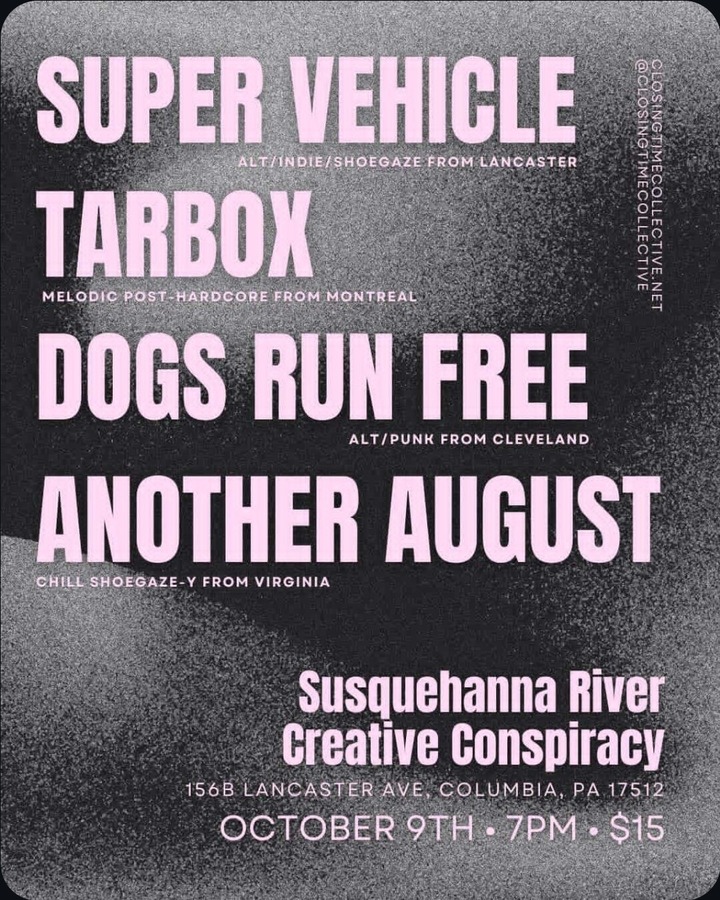 SUPER VEHICLE
ALT/INDIE/SHOEGAZE FROM LANCASTER
TARBOX
MELODIC POST-HARDCORE FROM MONTREAL
DOGS RUN FREE
ALT/PUNK FROM CLEVELAND
ANOTHER AUGUST
CHILL SHOEGAZE-Y FROM VIRGINIA
CLOSINGTIMECOLLECTIVE.NET
@CLOSINGTIMECOLLECTIVE
Susquehanna River
Creative Conspiracy
156B LANCASTER AVE, COLUMBIA, PA 17512
OCTOBER 9TH • 7PM • $15